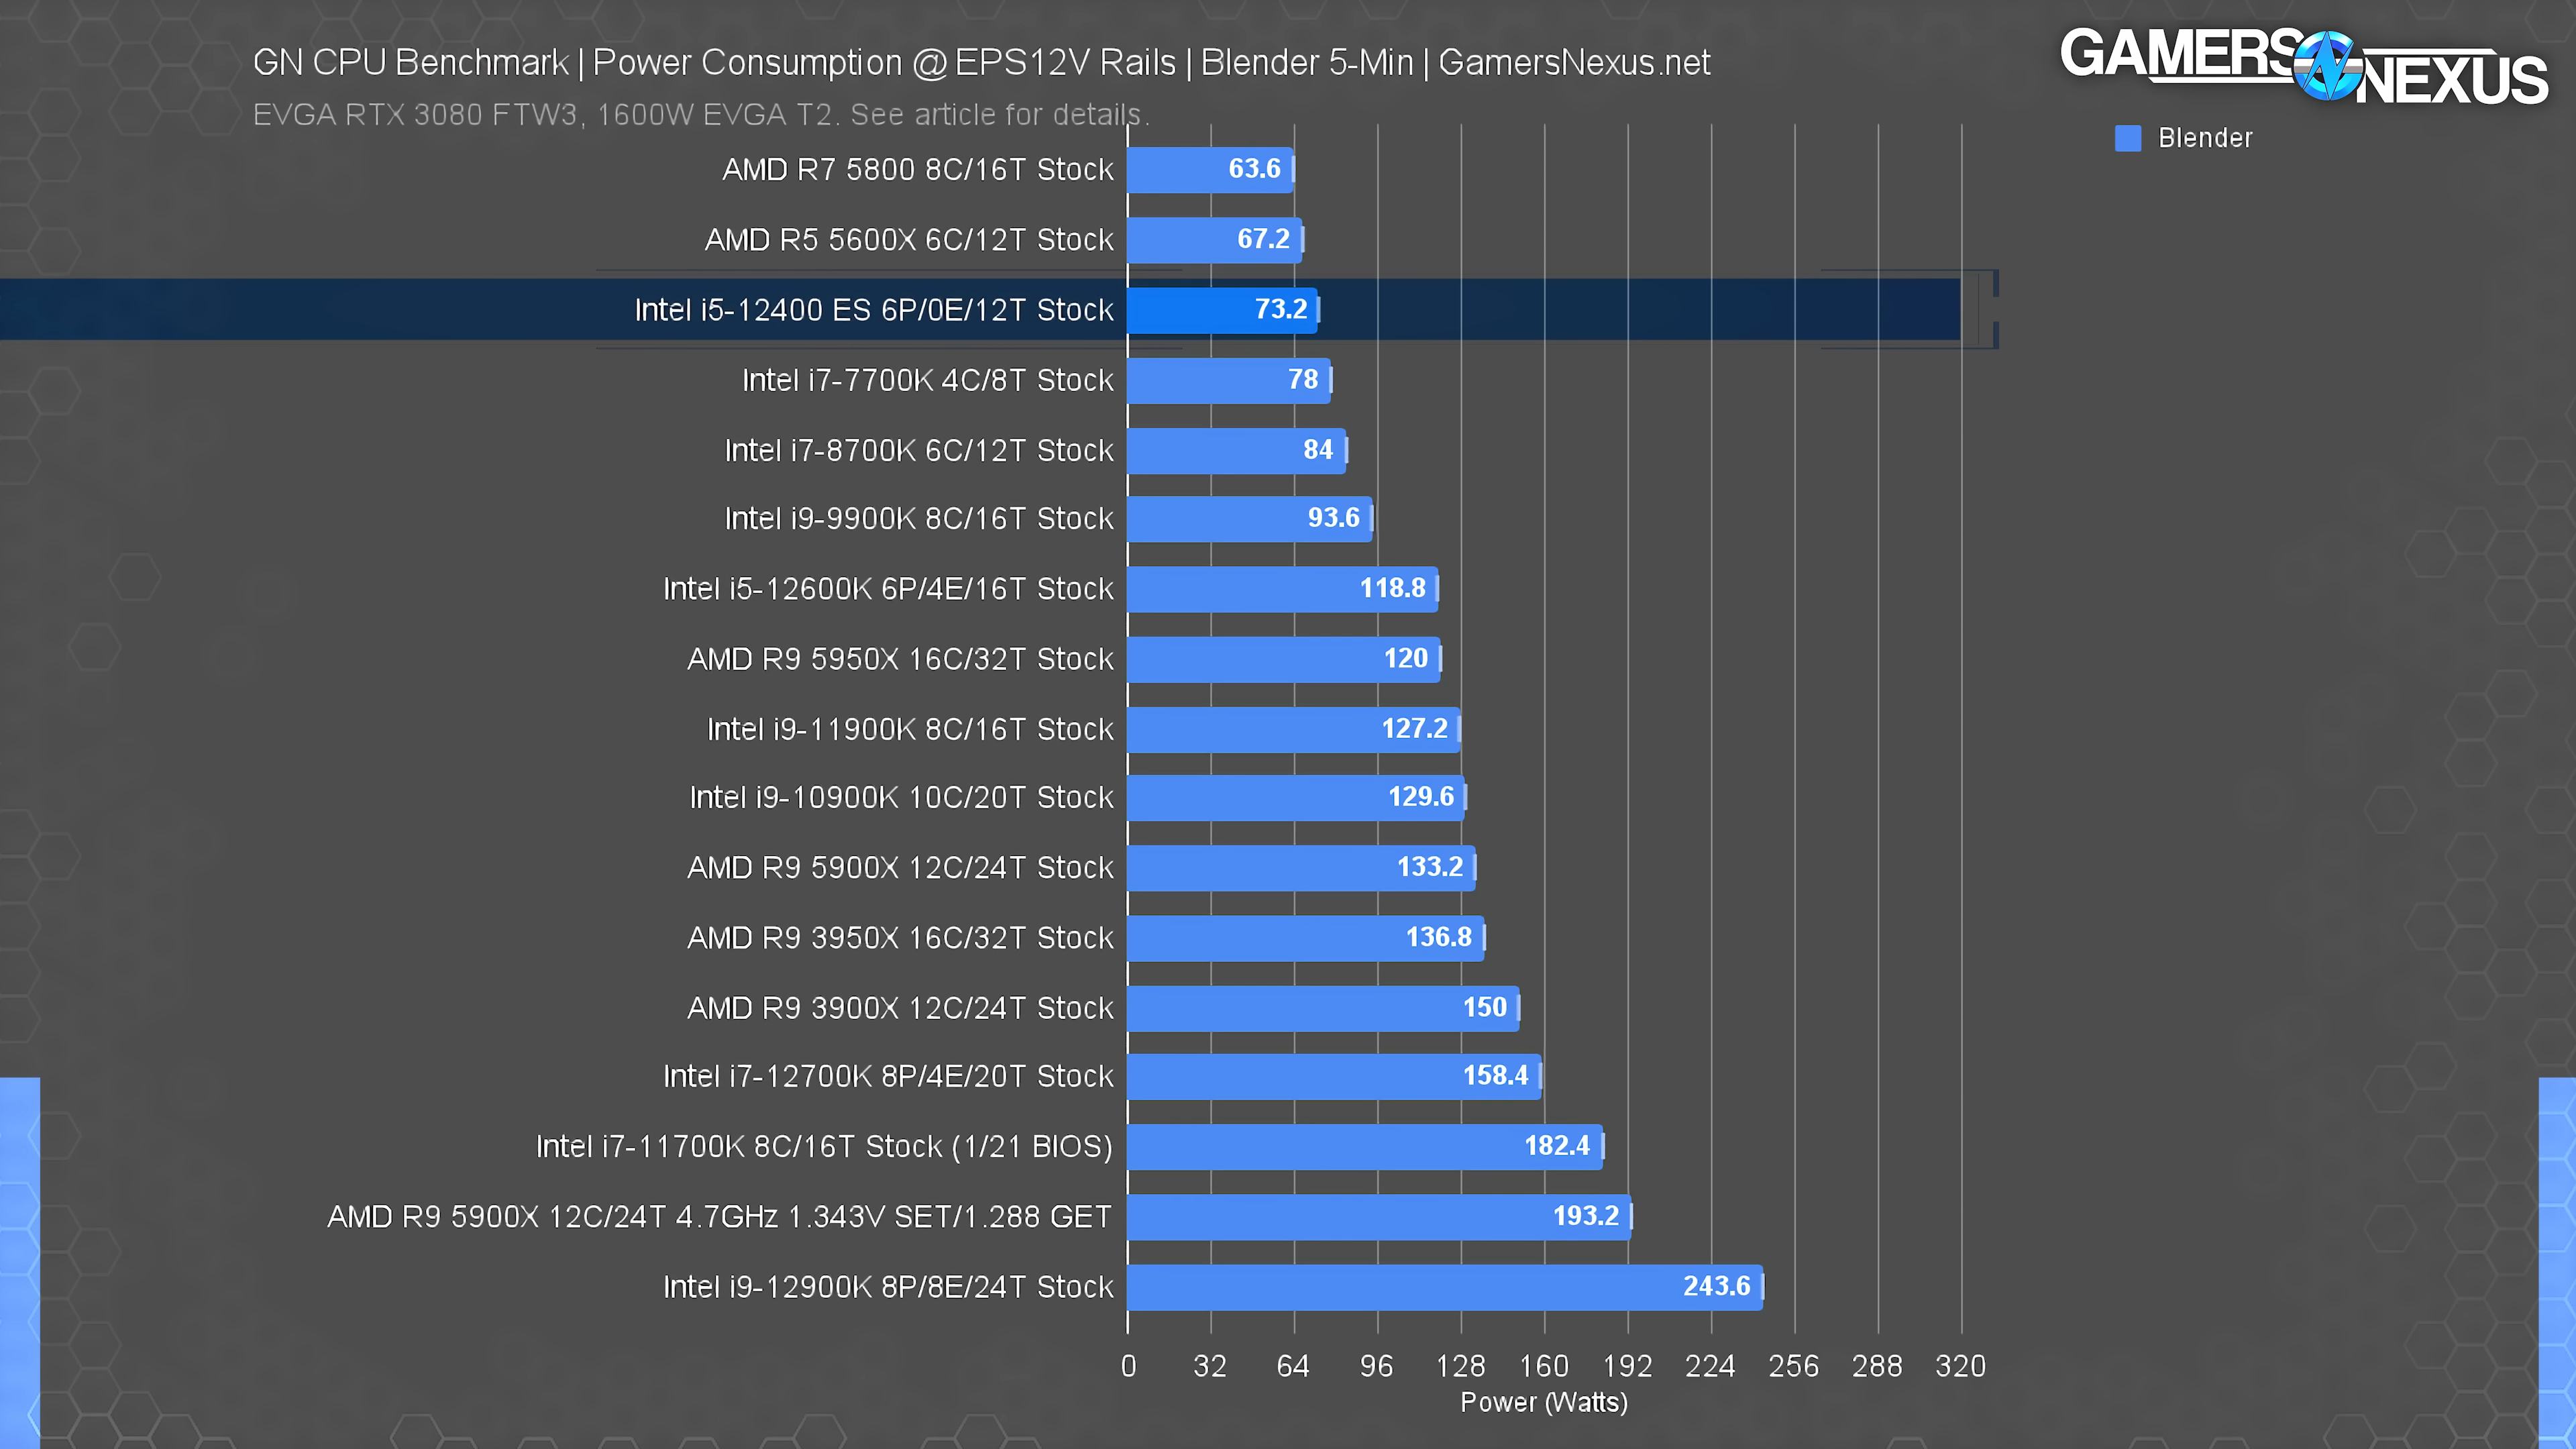 GN CPU Benchmark | Power Consumption @ EPS12V Rails | Blender 5-Min | GamersNexus.net
GAMERS NEXUS
EVGA RTX 3080 FTW3, 1600W EVGA T2. See article for details.
Blender
AMD R7 5800 8C/16T Stock 63.6
AMD R5 5600X 6C/12T Stock 67.2
Intel i5-12400 ES 6P/0E/12T Stock 73.2
Intel i7-7700K 4C/8T Stock 78
Intel i7-8700K 6C/12T Stock 84
Intel i9-9900K 8C/16T Stock 93.6
Intel i5-12600K 6P/4E/16T Stock 118.8
AMD R9 5950X 16C/32T Stock 120
Intel i9-11900K 8C/16T Stock 127.2
Intel i9-10900K 10C/20T Stock 129.6
AMD R9 5900X 12C/24T Stock 133.2
AMD R9 3950X 16C/32T Stock 136.8
AMD R9 3900X 12C/24T Stock 150
Intel i7-12700K 8P/4E/20T Stock 158.4
Intel i7-11700K 8C/16T Stock (1/21 BIOS) 182.4
AMD R9 5900X 12C/24T 4.7GHz 1.343V SET/1.288 GET 193.2
Intel i9-12900K 8P/8E/24T Stock 243.6
0 32 64 96 128 160 192 224 256 288 320
Power (Watts)